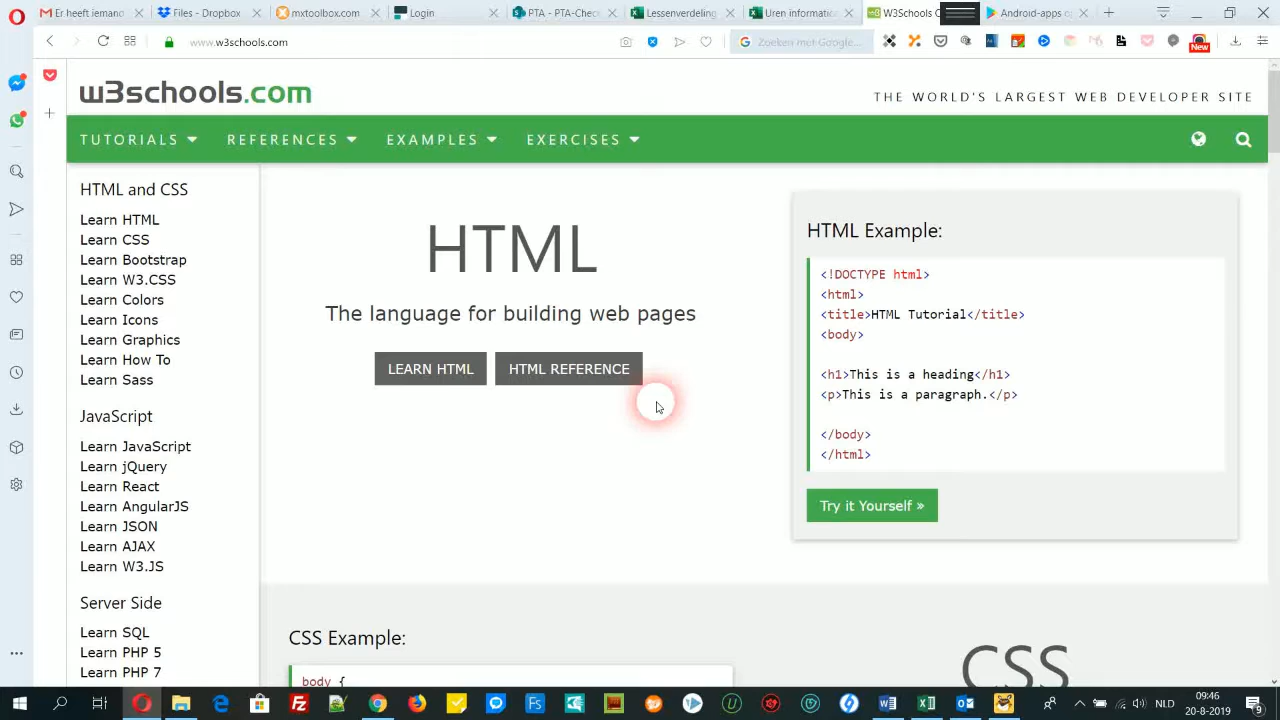 Er heeft iemand
Files - Dropbox
mxtoolbox
Login
PTA - PTA-Chec
Lesserosters
Uren informatic
W3Schools O
Android-apps op
www.w3schools.com
Zoeken met Google...
New
w3schools.com
THE WORLD'S LARGEST WEB DEVELOPER SITE
TUTORIALS REFERENCES EXAMPLES EXERCISES
HTML and CSS
Learn HTML
Learn CSS
Learn Bootstrap
Learn W3.CSS
Learn Colors
Learn Icons
Learn Graphics
Learn How To
Learn Sass
JavaScript
Learn JavaScript
Learn jQuery
Learn React
Learn AngularJS
Learn JSON
Learn AJAX
Learn W3.JS
Server Side
Learn SQL
Learn PHP 5
Learn PHP 7
HTML
The language for building web pages
LEARN HTML HTML REFERENCE
HTML Example:
<!DOCTYPE html>
<html>
<title>HTML Tutorial</title>
<body>
<h1>This is a heading</h1>
<p>This is a paragraph.</p>
</body>
</html>
Try it Yourself »
CSS Example:
body {
CSS
NLD
09:46
20-8-2019